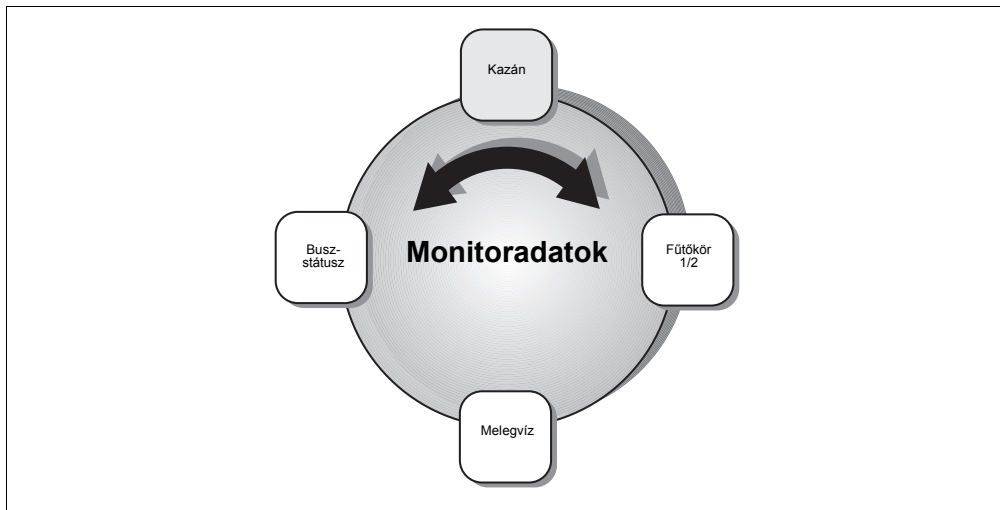 Kazán
Busz-
státusz
Monitoradatok
Fűtőkör
1/2
Melegvíz